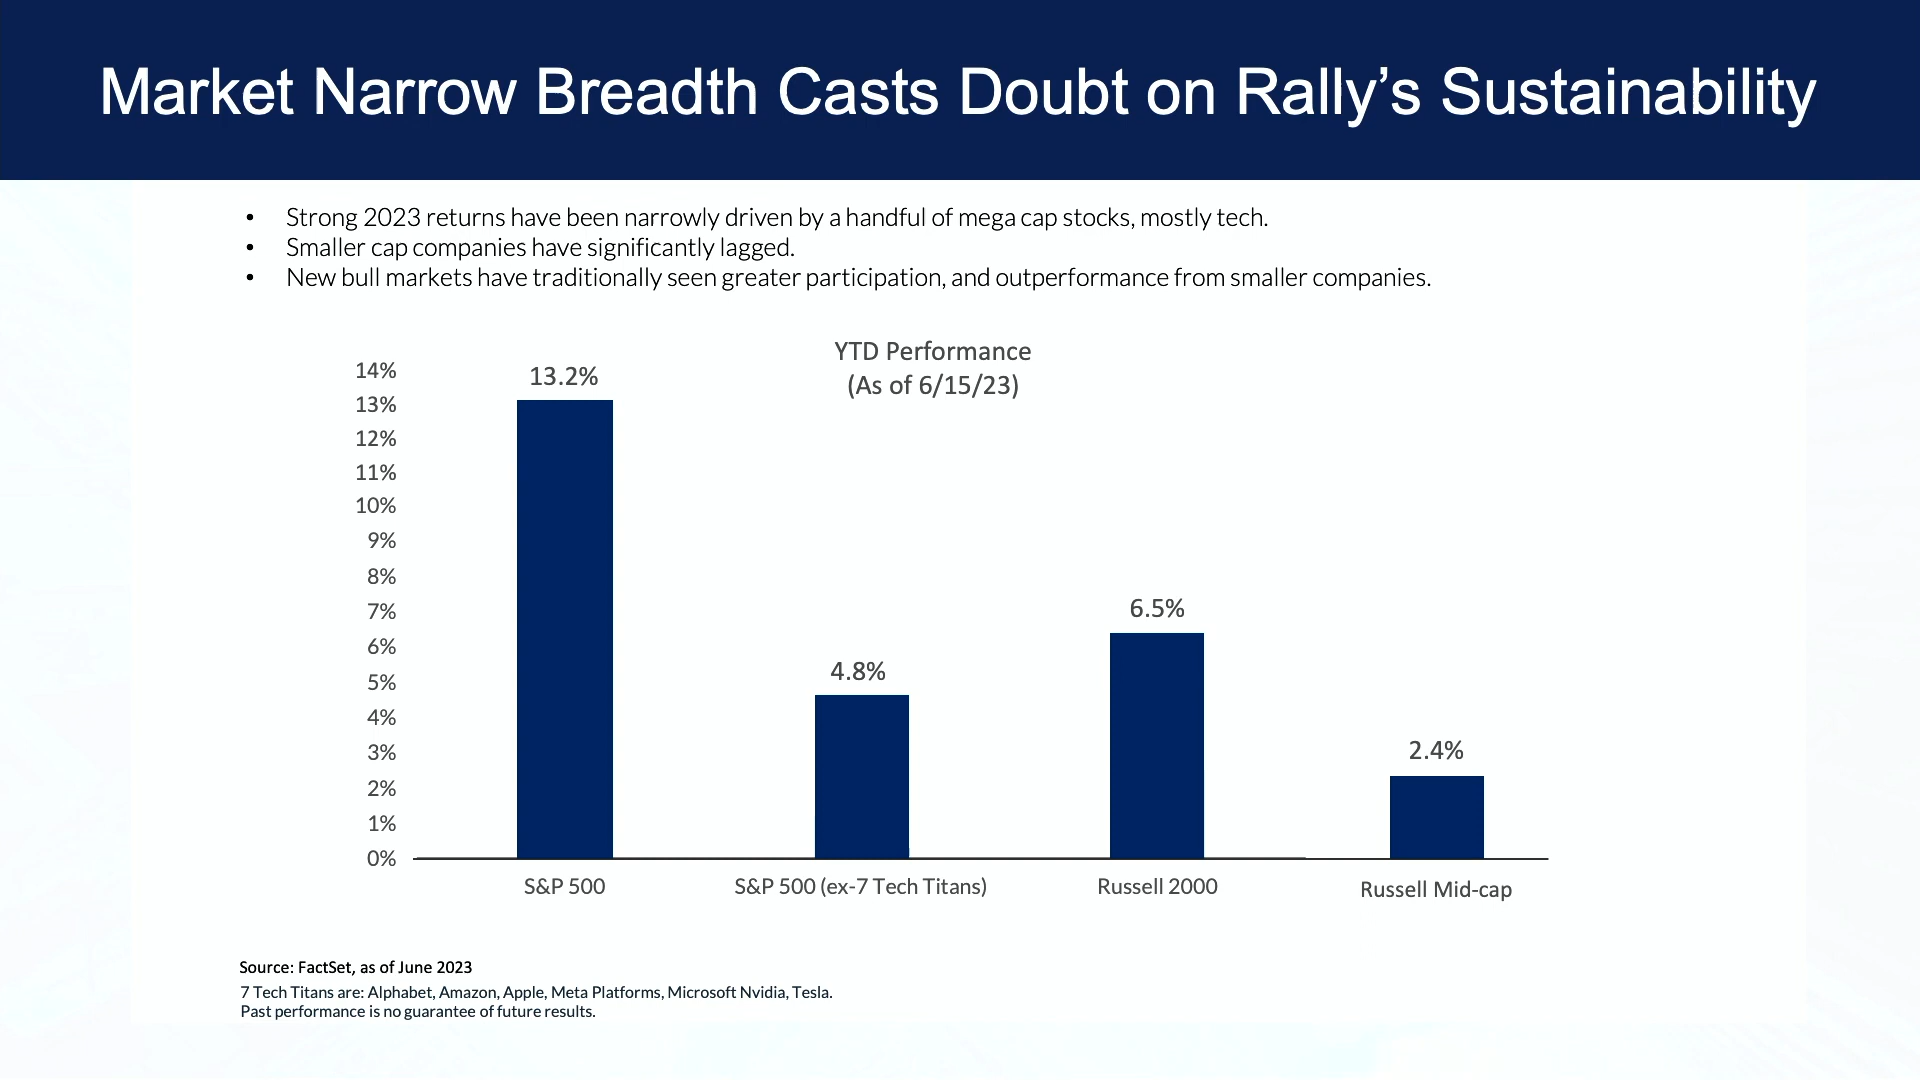 Market Narrow Breadth Casts Doubt on Rally’s Sustainability
• Strong 2023 returns have been narrowly driven by a handful of mega cap stocks, mostly tech.
• Smaller cap companies have significantly lagged.
• New bull markets have traditionally seen greater participation, and outperformance from smaller companies.
YTD Performance
(As of 6/15/23)
14%
13%
12%
11%
10%
9%
8%
7%
6%
5%
4%
3%
2%
1%
0%
13.2%
4.8%
6.5%
2.4%
S&P 500
S&P 500 (ex-7 Tech Titans)
Russell 2000
Russell Mid-cap
Source: FactSet, as of June 2023
7 Tech Titans are: Alphabet, Amazon, Apple, Meta Platforms, Microsoft Nvidia, Tesla.
Past performance is no guarantee of future results.